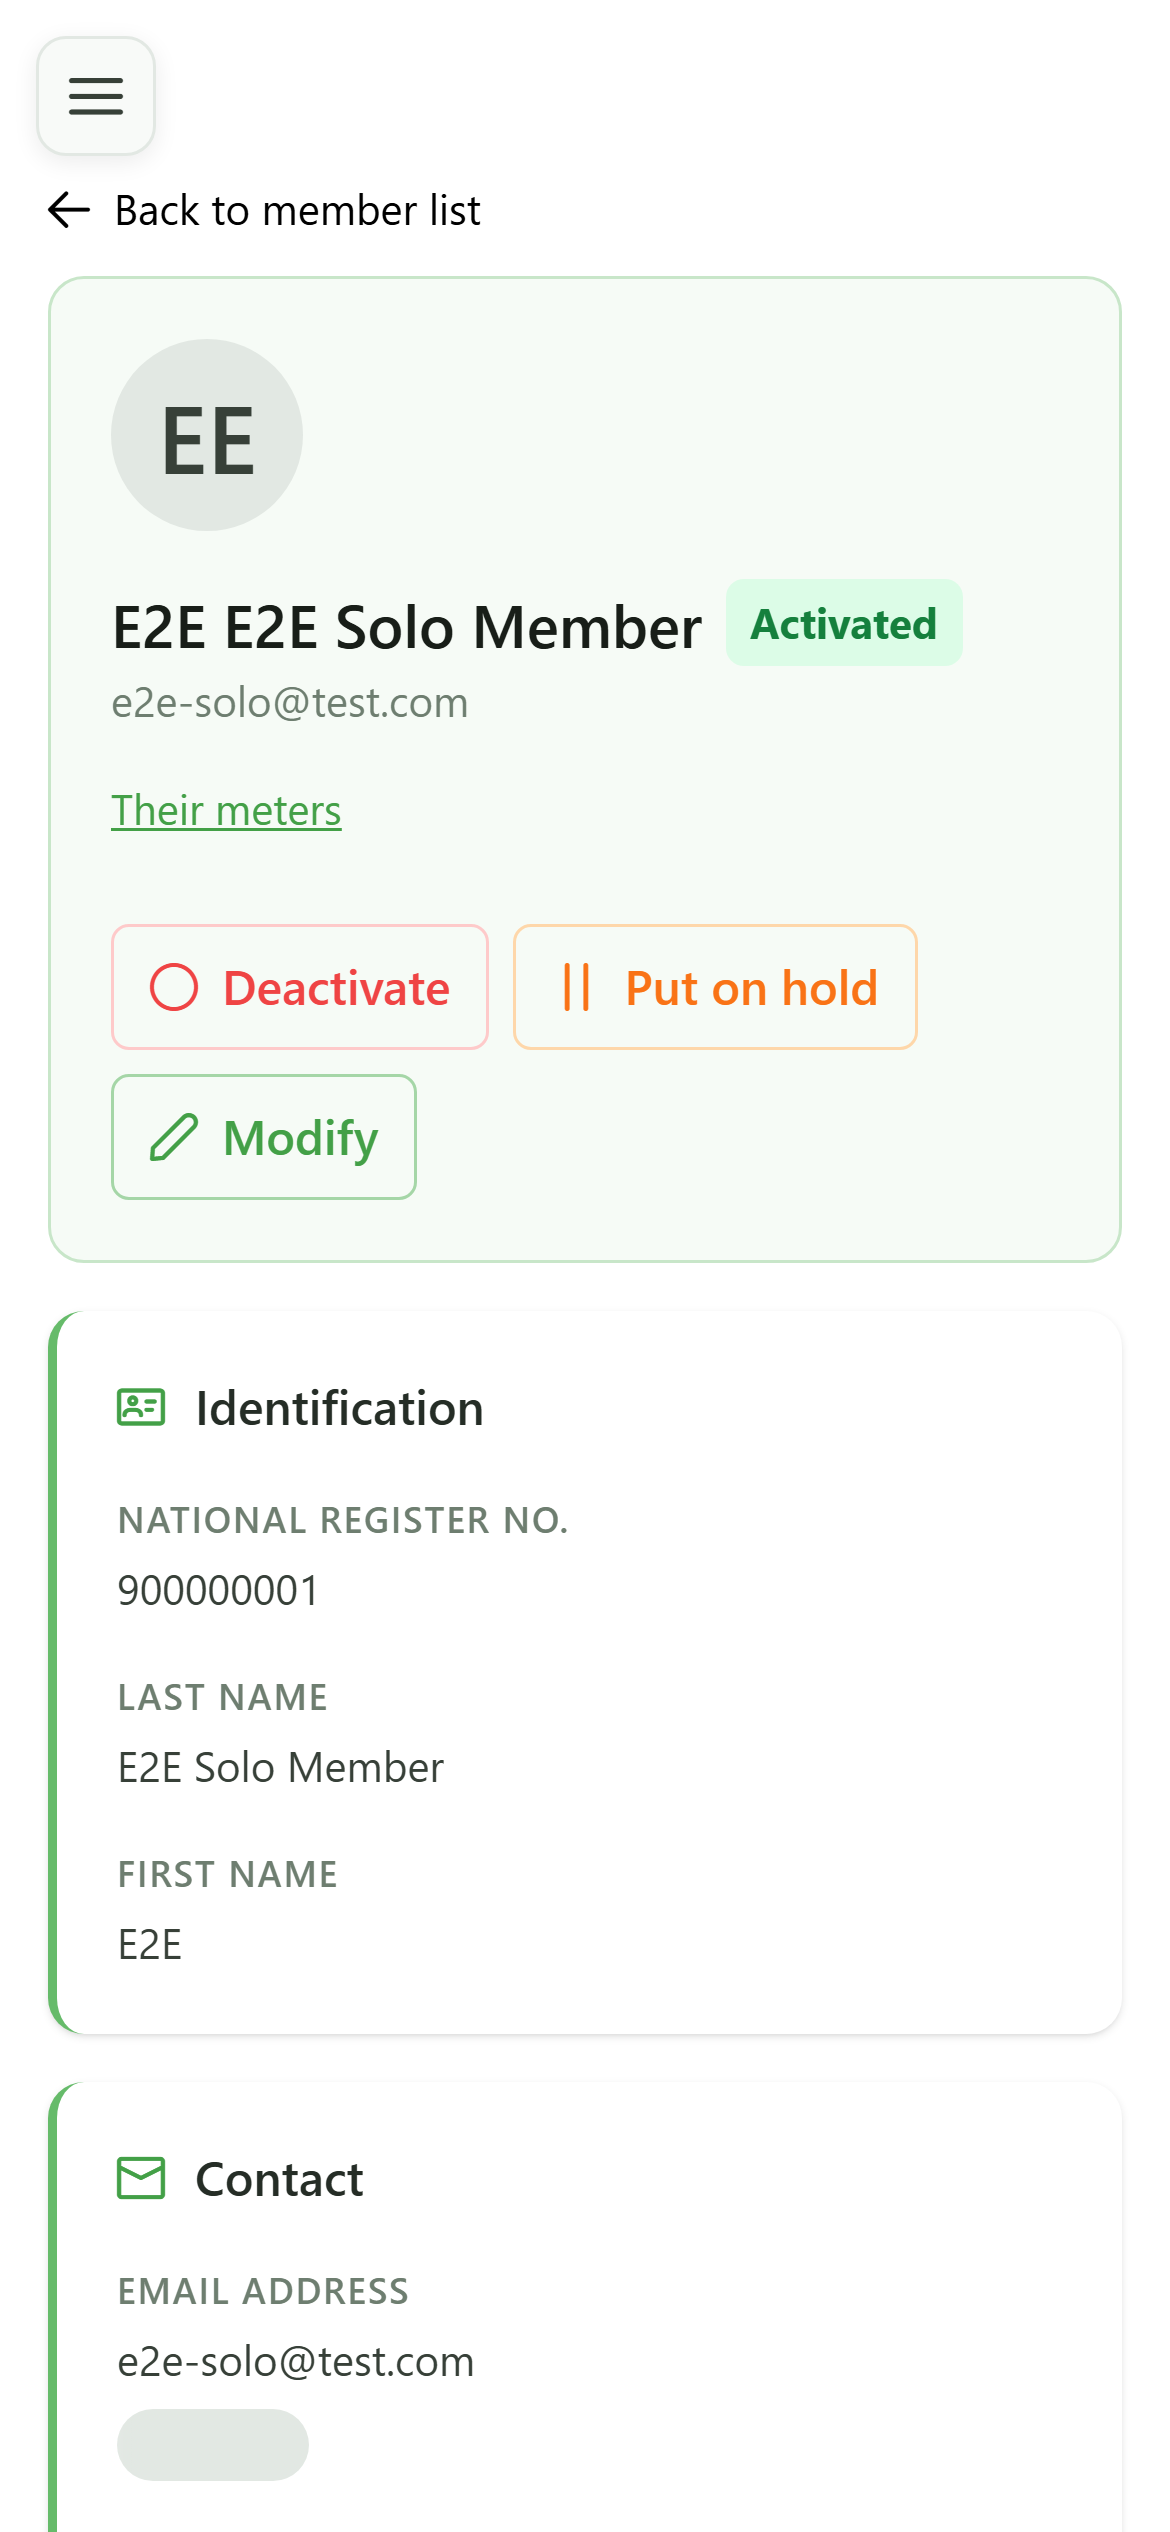 Back to member list
EE
E2E E2E Solo Member Activated
e2e-solo@test.com
Their meters
Deactivate Put on hold
Modify
Identification
NATIONAL REGISTER NO.
900000001
LAST NAME
E2E Solo Member
FIRST NAME
E2E
Contact
EMAIL ADDRESS
e2e-solo@test.com